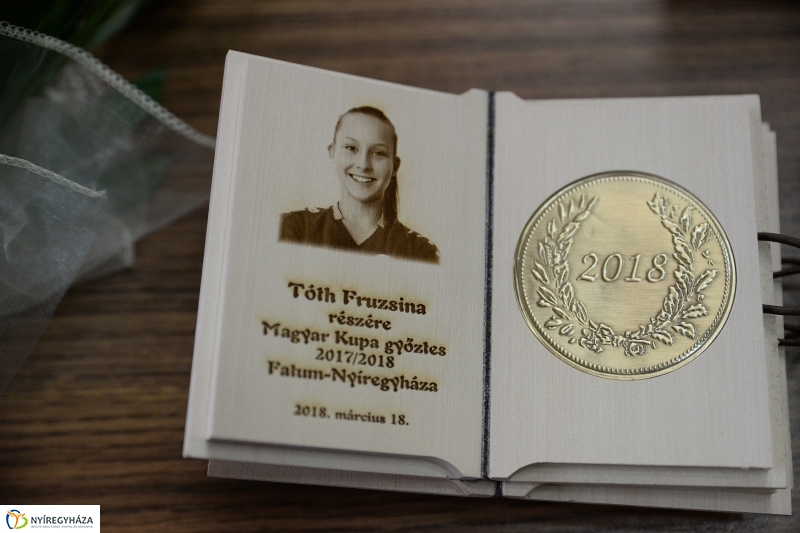 Tóth Fruzsina
részére
Magyar Kupa győztes
2017/2018
Fatum-Nyíregyháza
2018. március 18.
2018
NYÍREGYHÁZA